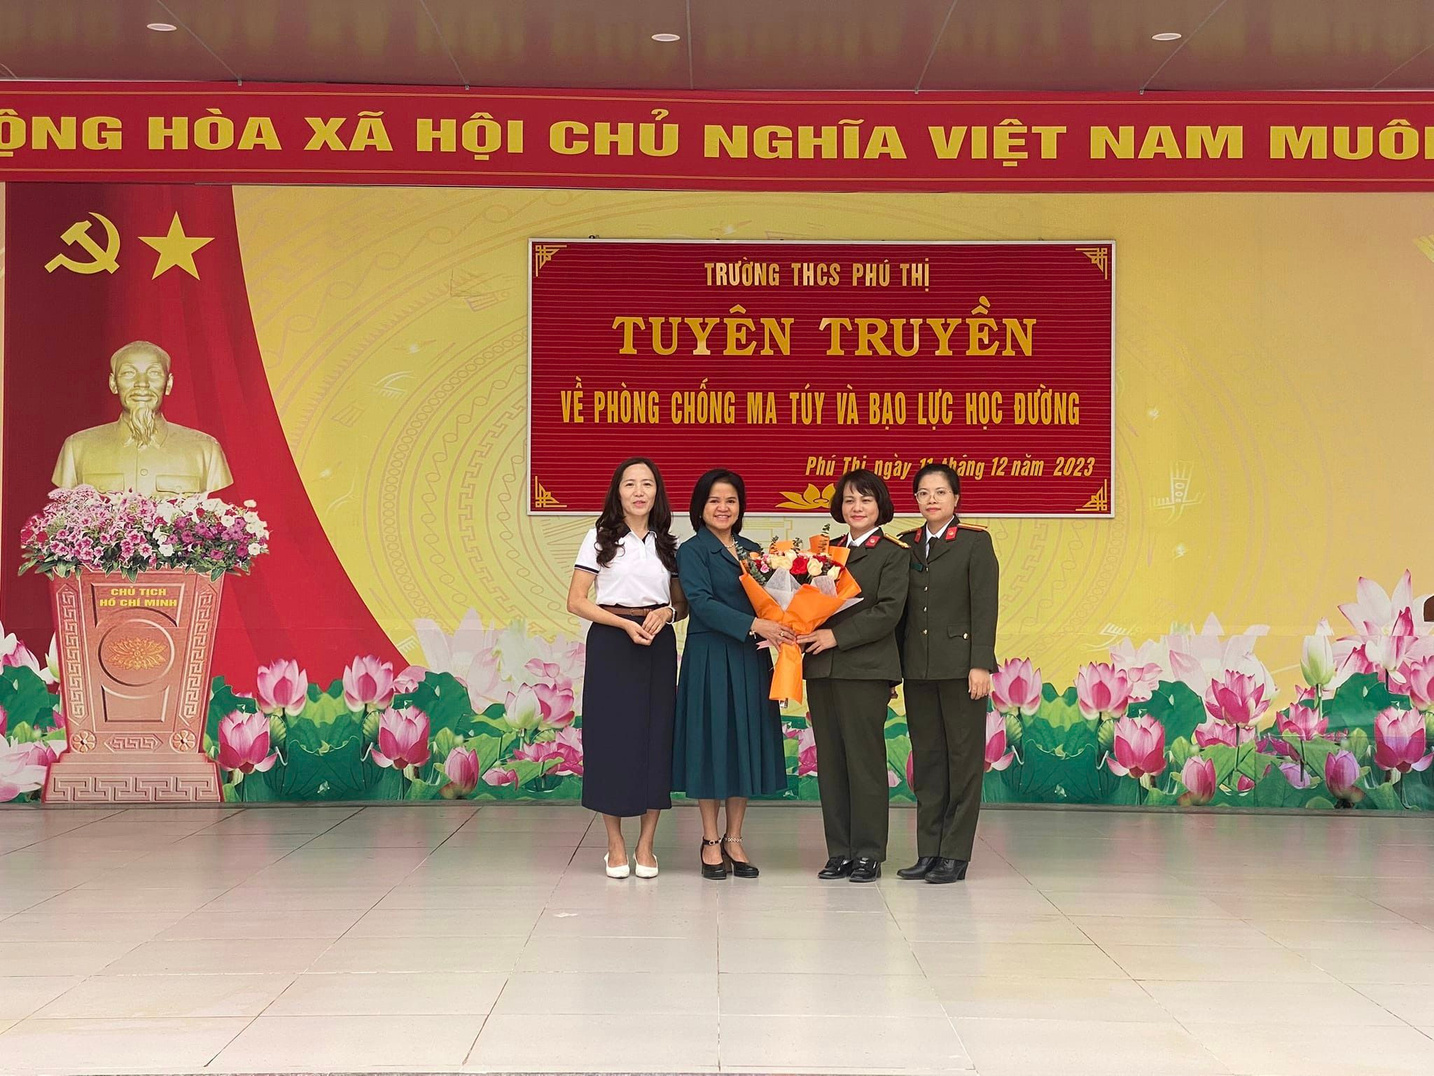 ỘNG HÒA XÃ HỘI CHỦ NGHĨA VIỆT NAM MUÔ
TRƯỜNG THCS PHÚ THỊ
TUYÊN TRUYỀN
VỀ PHÒNG CHỐNG MA TÚY VÀ BẠO LỰC HỌC ĐƯỜNG
Phú Thị ngày 11 tháng 12 năm 2023
CHỦ TỊCH
HỒ CHÍ MINH